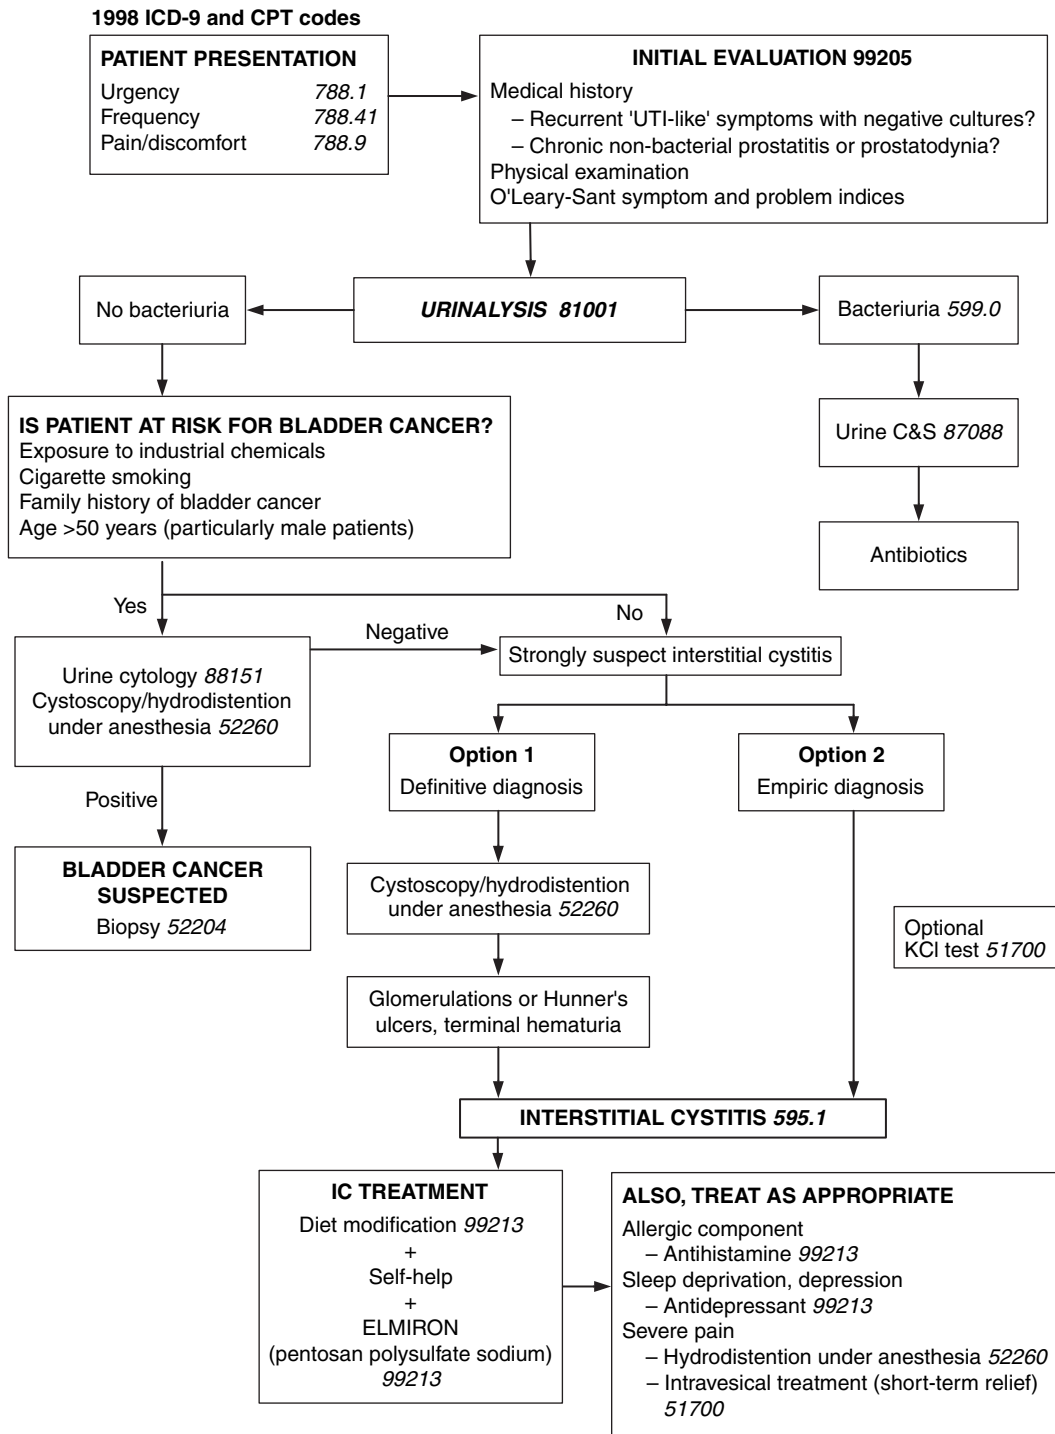 1998 ICD-9 and CPT codes
PATIENT PRESENTATION
Urgency 788.1
Frequency 788.41
Pain/discomfort 788.9
INITIAL EVALUATION 99205
Medical history
– Recurrent 'UTI-like' symptoms with negative cultures?
– Chronic non-bacterial prostatitis or prostatodynia?
Physical examination
O'Leary-Sant symptom and problem indices
No bacteriuria
URINALYSIS 81001
Bacteriuria 599.0
Urine C&S 87088
Antibiotics
IS PATIENT AT RISK FOR BLADDER CANCER?
Exposure to industrial chemicals
Cigarette smoking
Family history of bladder cancer
Age >50 years (particularly male patients)
Yes
No
Negative
Urine cytology 88151
Cystoscopy/hydrodistention
under anesthesia 52260
Strongly suspect interstitial cystitis
Positive
BLADDER CANCER
SUSPECTED
Biopsy 52204
Option 1
Definitive diagnosis
Option 2
Empiric diagnosis
Cystoscopy/hydrodistention
under anesthesia 52260
Optional
KCl test 51700
Glomerulations or Hunner's
ulcers, terminal hematuria
INTERSTITIAL CYSTITIS 595.1
IC TREATMENT
Diet modification 99213
+
Self-help
+
ELMIRON
(pentosan polysulfate sodium)
99213
ALSO, TREAT AS APPROPRIATE
Allergic component
– Antihistamine 99213
Sleep deprivation, depression
– Antidepressant 99213
Severe pain
– Hydrodistention under anesthesia 52260
– Intravesical treatment (short-term relief)
51700